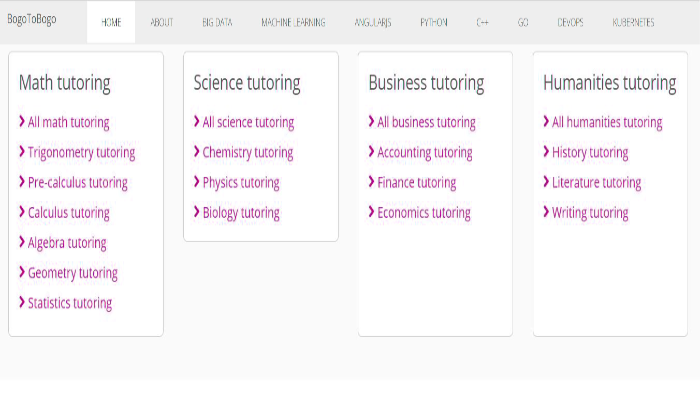 BogoToBogo HOME ABOUT BIG DATA MACHINE LEARNING ANGULARJS PYTHON C++ GO DEVOPS KUBERNETES
Math tutoring
❯ All math tutoring
❯ Trigonometry tutoring
❯ Pre-calculus tutoring
❯ Calculus tutoring
❯ Algebra tutoring
❯ Geometry tutoring
❯ Statistics tutoring
Science tutoring
❯ All science tutoring
❯ Chemistry tutoring
❯ Physics tutoring
❯ Biology tutoring
Business tutoring
❯ All business tutoring
❯ Accounting tutoring
❯ Finance tutoring
❯ Economics tutoring
Humanities tutoring
❯ All humanities tutoring
❯ History tutoring
❯ Literature tutoring
❯ Writing tutoring